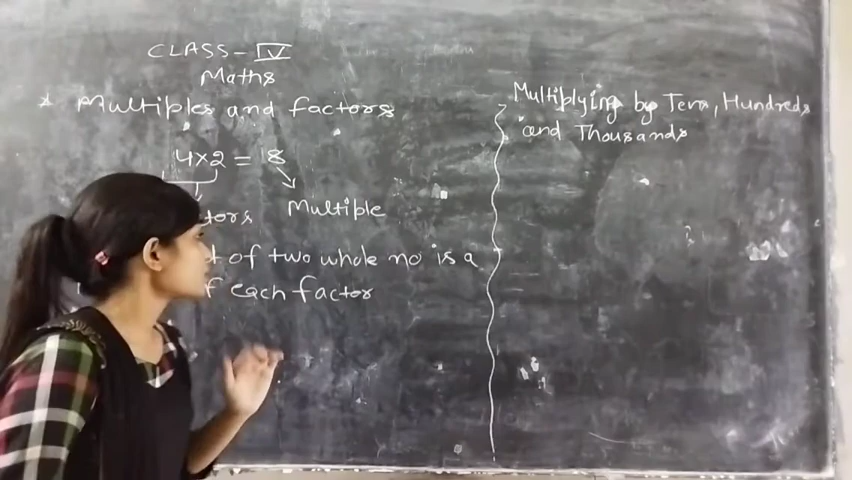 CLASS - IV
Maths
* Multiples and factors
4 x 2 = 8
tors Multiple
t of two whole no is a
f each factor
Multiplying by Tens, Hundreds
and Thousands